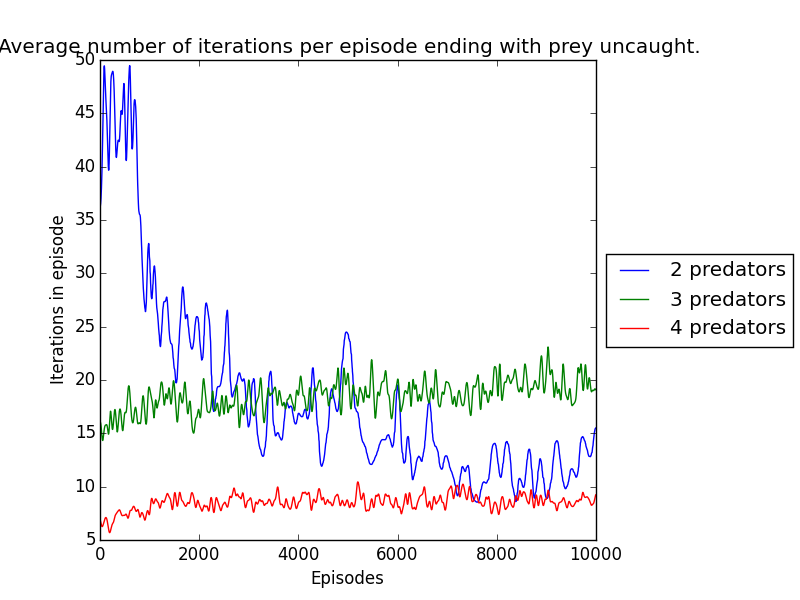 Average number of iterations per episode ending with prey uncaught.
50
45
40
35
30
25
20
15
10
5
Iterations in episode
0 2000 4000 6000 8000 10000
Episodes
2 predators
3 predators
4 predators